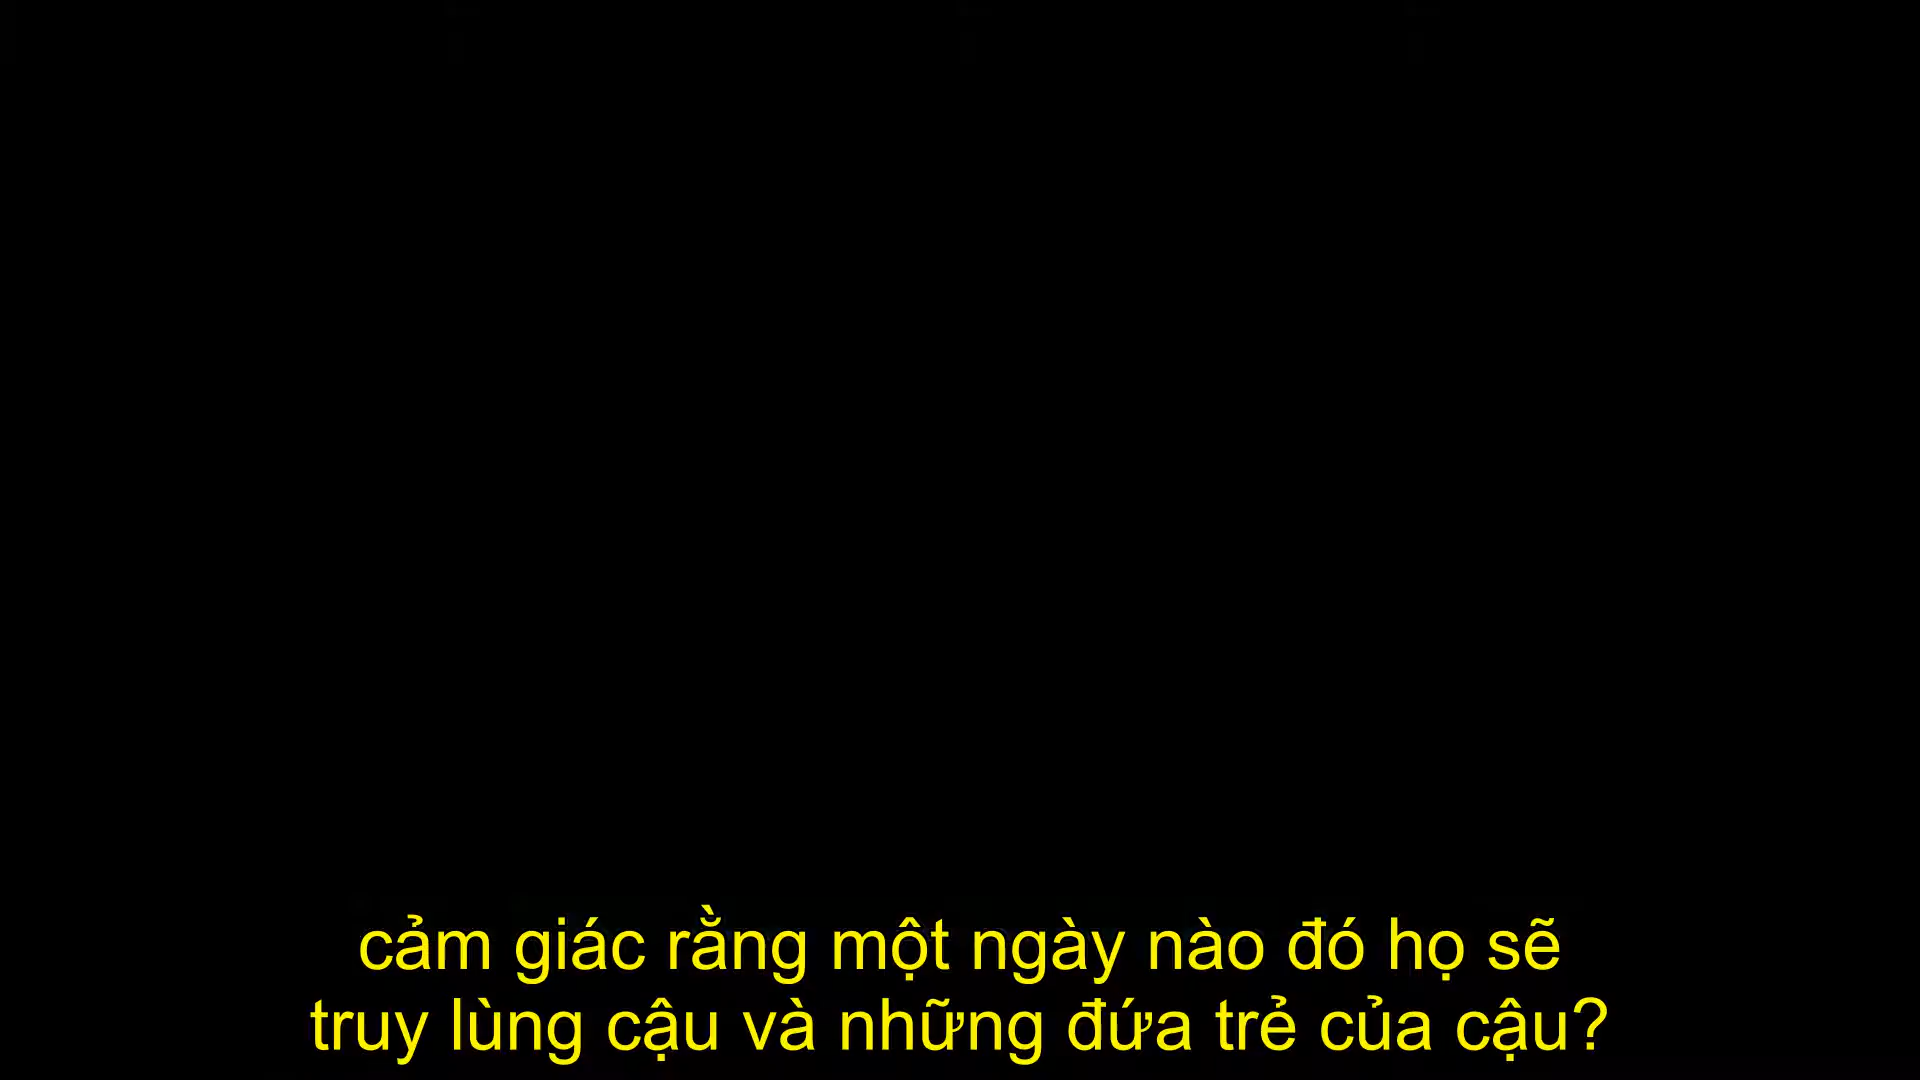 cảm giác rằng một ngày nào đó họ sẽ
truy lùng cậu và những đứa trẻ của cậu?